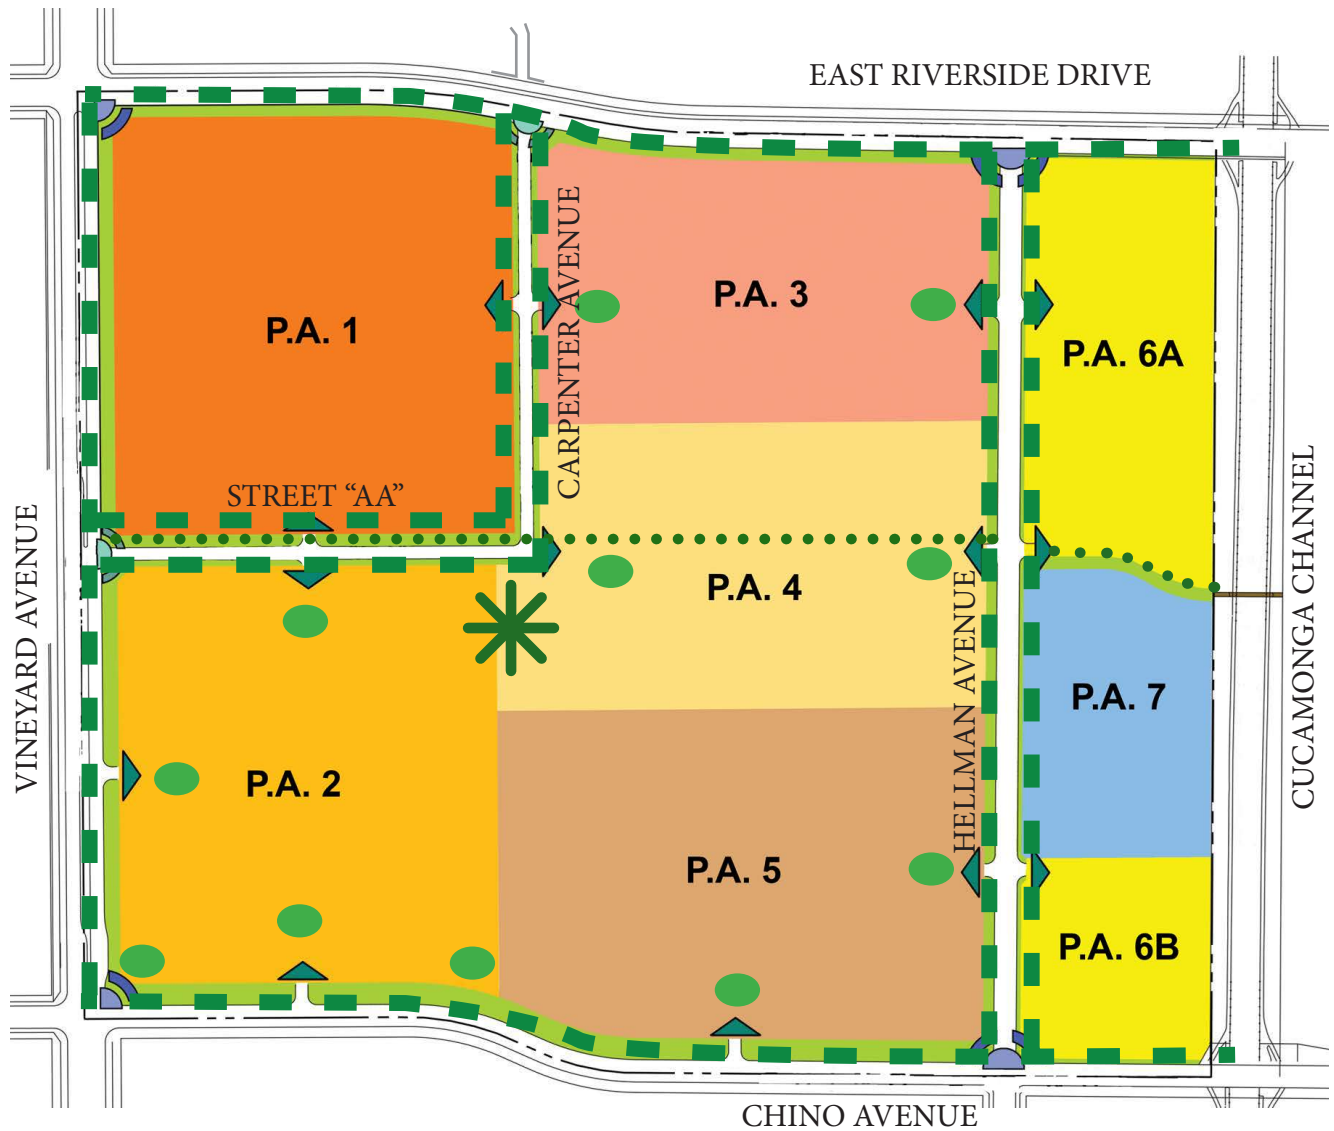 EAST RIVERSIDE DRIVE
P.A. 1
CARPENTER AVENUE
P.A. 3
P.A. 6A
STREET “AA”
VINEYARD AVENUE
P.A. 4
HELLMAN AVENUE
CUCAMONGA CHANNEL
P.A. 7
P.A. 2
P.A. 5
P.A. 6B
CHINO AVENUE